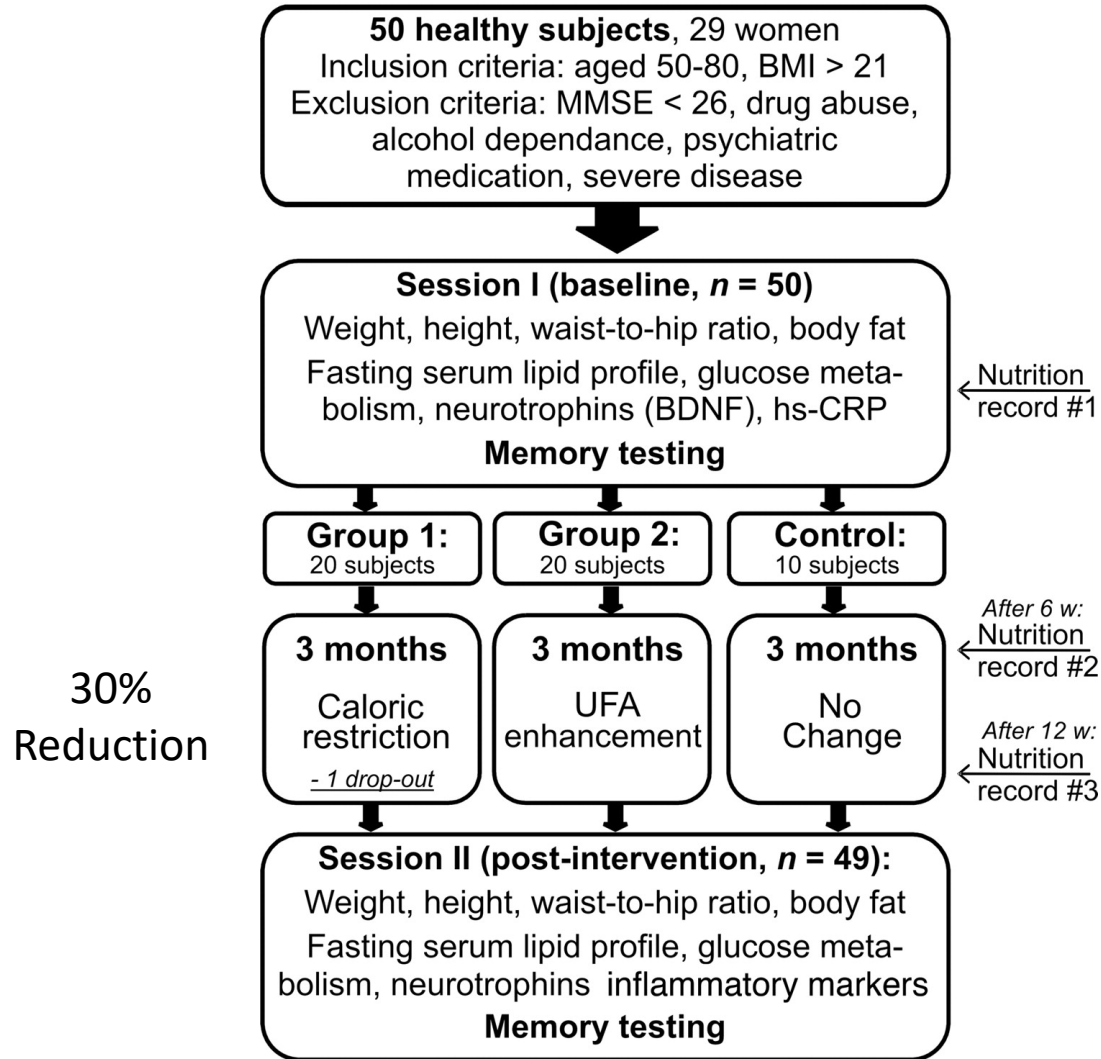 50 healthy subjects, 29 women
Inclusion criteria: aged 50-80, BMI > 21
Exclusion criteria: MMSE < 26, drug abuse,
alcohol dependance, psychiatric
medication, severe disease
Session I (baseline, n = 50)
Weight, height, waist-to-hip ratio, body fat
Fasting serum lipid profile, glucose meta-
bolism, neurotrophins (BDNF), hs-CRP
Memory testing
Nutrition
record #1
Group 1:
20 subjects
Group 2:
20 subjects
Control:
10 subjects
30%
Reduction
3 months
Caloric
restriction
- 1 drop-out
3 months
UFA
enhancement
3 months
No
Change
After 6 w:
Nutrition
record #2
After 12 w:
Nutrition
record #3
Session II (post-intervention, n = 49):
Weight, height, waist-to-hip ratio, body fat
Fasting serum lipid profile, glucose meta-
bolism, neurotrophins inflammatory markers
Memory testing